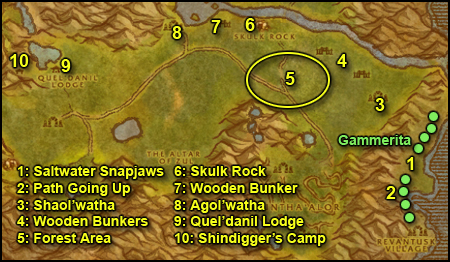 8
7
6
SKULK ROCK
4
10
9
QUEL'DANIL
LODGE
5
3
Gammerita
THE ALTAR
OF ZUL
1
2
REVANTUSK
VILLAGE
1: Saltwater Snapjaws
2: Path Going Up
3: Shaol'watha
4: Wooden Bunkers
5: Forest Area
6: Skulk Rock
7: Wooden Bunker
8: Agol'watha
9: Quel'danil Lodge
10: Shindigger's Camp